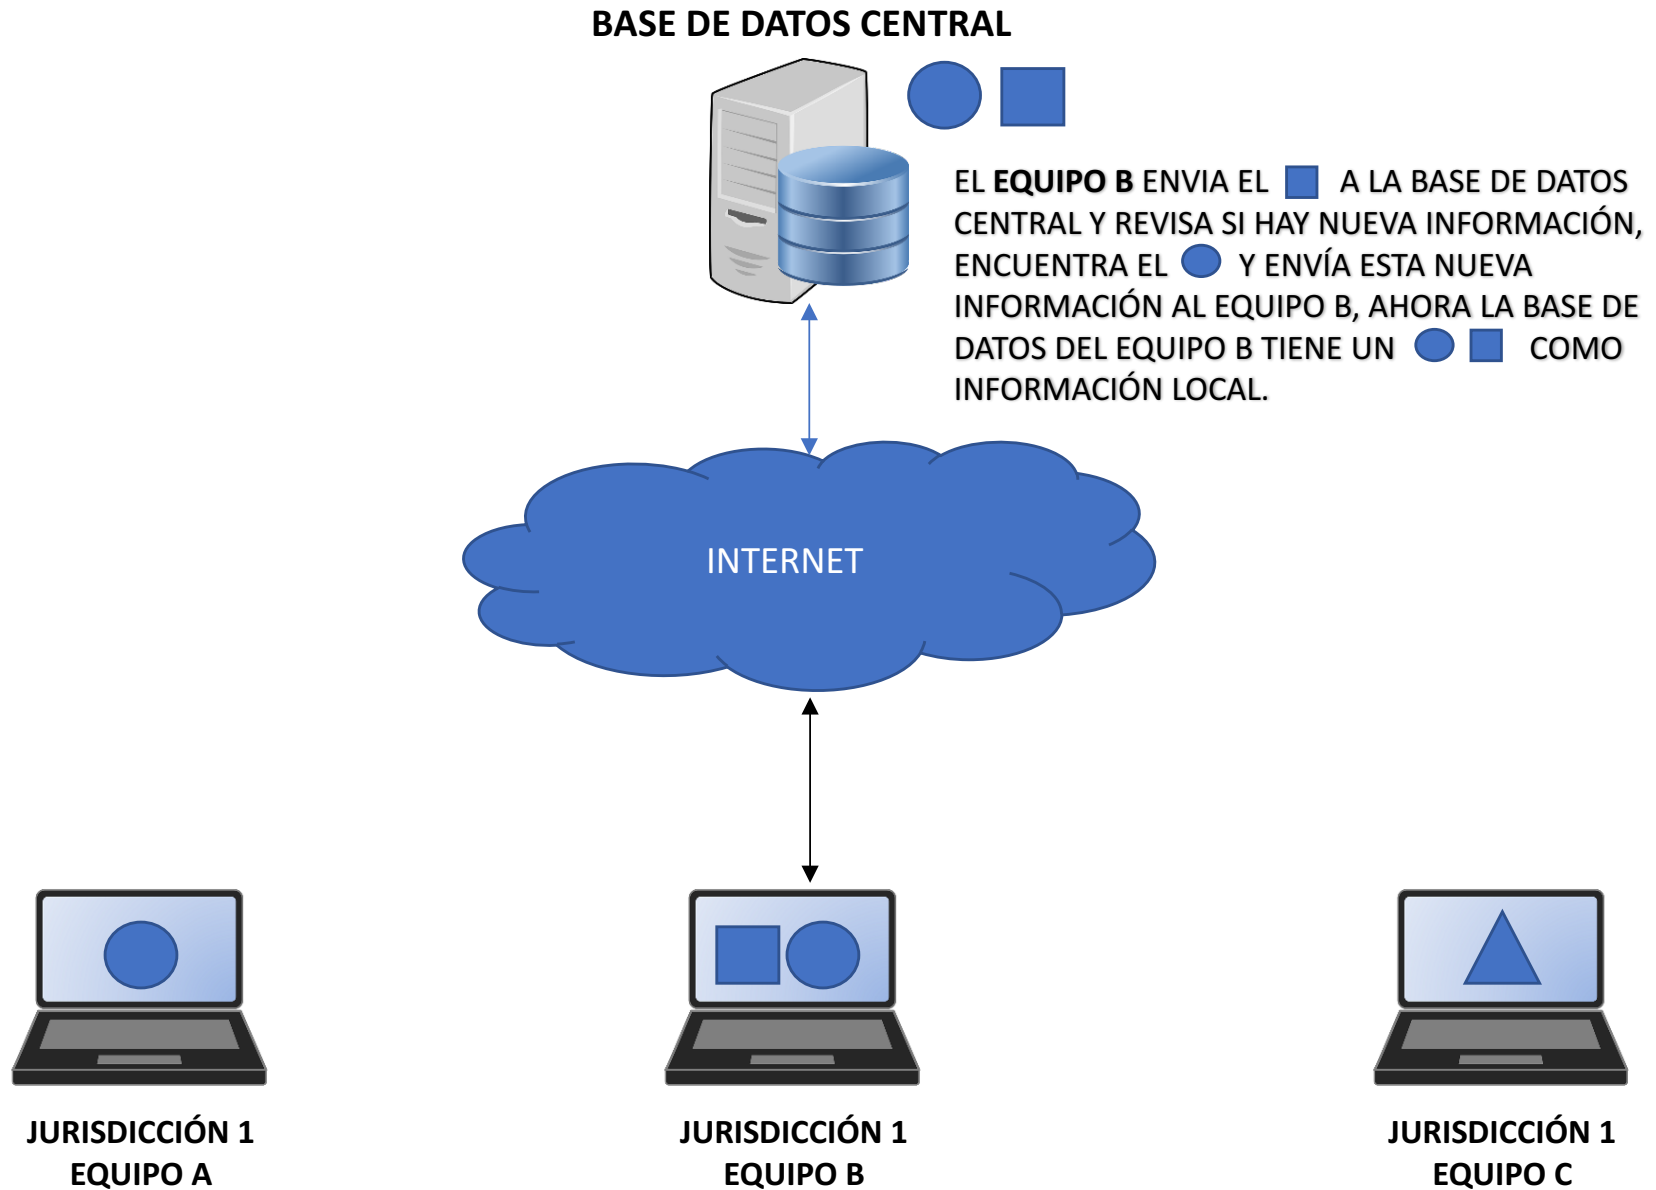 BASE DE DATOS CENTRAL
EL EQUIPO B ENVIA EL A LA BASE DE DATOS
CENTRAL Y REVISA SI HAY NUEVA INFORMACIÓN,
ENCUENTRA EL Y ENVÍA ESTA NUEVA
INFORMACIÓN AL EQUIPO B, AHORA LA BASE DE
DATOS DEL EQUIPO B TIENE UN COMO
INFORMACIÓN LOCAL.
INTERNET
JURISDICCIÓN 1
EQUIPO A
JURISDICCIÓN 1
EQUIPO B
JURISDICCIÓN 1
EQUIPO C